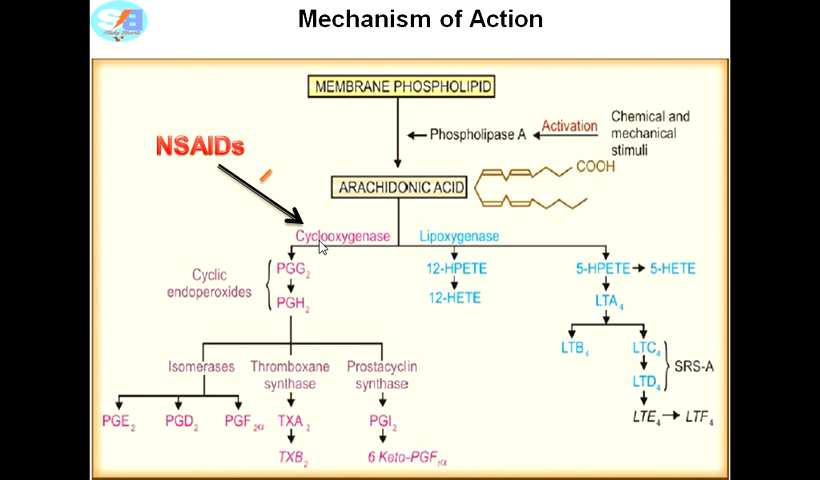 Mechanism of Action
MEMBRANE PHOSPHOLIPID
Phospholipase A
Activation
Chemical and
mechanical
stimuli
NSAIDs
ARACHIDONIC ACID
COOH
Cyclooxygenase
Lipoxygenase
Cyclic
endoperoxides
PGG2
PGH2
12-HPETE
12-HETE
5-HPETE
5-HETE
LTA4
LTB4
LTC4
LTD4
SRS-A
LTE4
LTF4
Isomerases
Thromboxane
synthase
Prostacyclin
synthase
PGE2
PGD2
PGF2α
TXA2
PGI2
TXB2
6 Keto-PGF1α